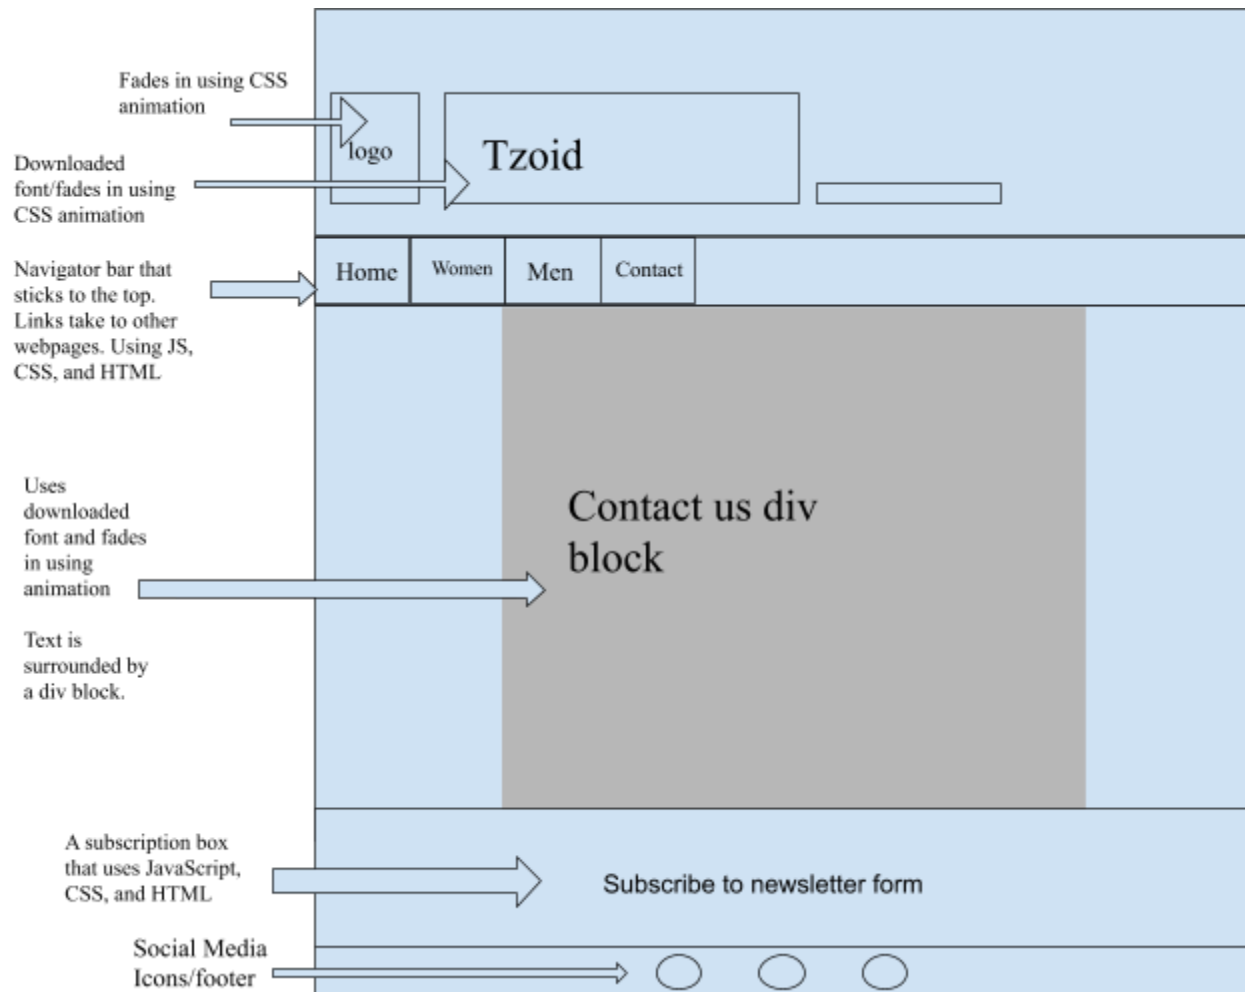 Fades in using CSS
animation
logo
Tzoid
Downloaded
font/fades in using
CSS animation
Navigator bar that
sticks to the top.
Links take to other
webpages. Using JS,
CSS, and HTML
Home
Women
Men
Contact
Uses
downloaded
font and fades
in using
animation
Text is
surrounded by
a div block.
Contact us div
block
A subscription box
that uses JavaScript,
CSS, and HTML
Subscribe to newsletter form
Social Media
Icons/footer